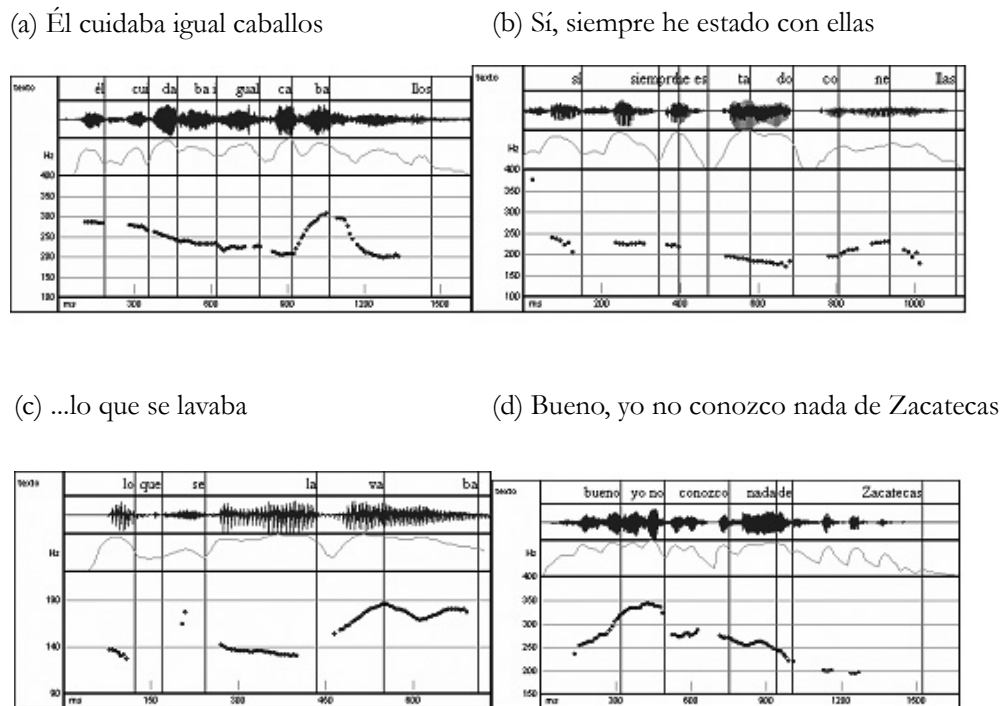 (a) Él cuidaba igual caballos
texto él cui da ba i gual ca ba llos
Hz
400
350
300
250
200
150
100
ms 300 600 900 1200 1500
(b) Sí, siempre he estado con ellas
texto sí siempre he es ta do co ne llas
Hz
400
350
300
250
200
150
100
ms 200 400 600 800 1000
(c) ...lo que se lavaba
texto lo que se la va ba
Hz
190
140
90
ms 150 300 450 600
(d) Bueno, yo no conozco nada de Zacatecas
texto bueno yo no conozco nada de Zacatecas
Hz
400
350
300
250
200
150
ms 300 600 900 1200 1500